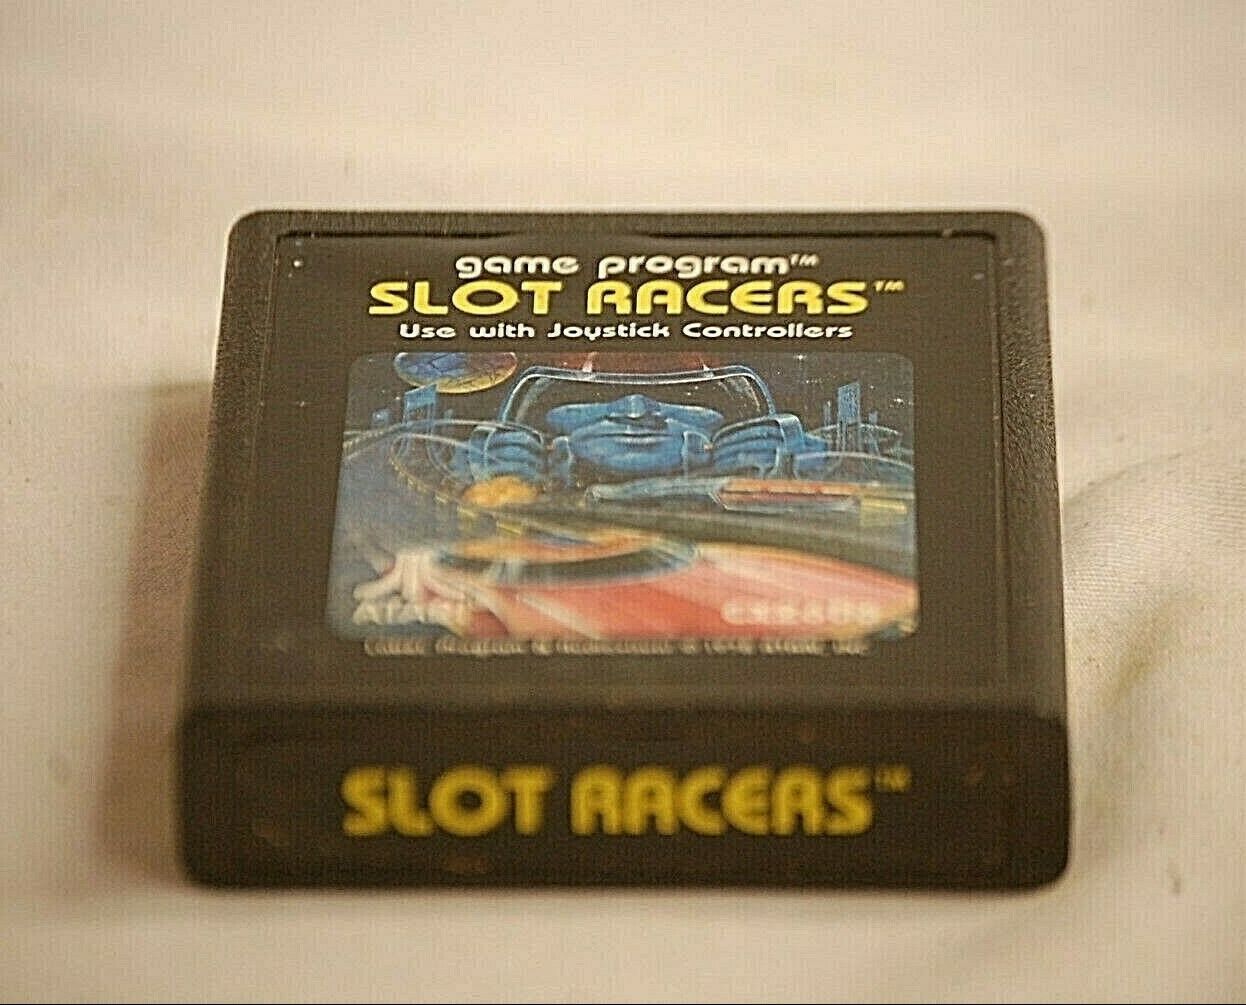 game program™
SLOT RACERS™
Use with Joystick Controllers
ATARI
SLOT RACERS™